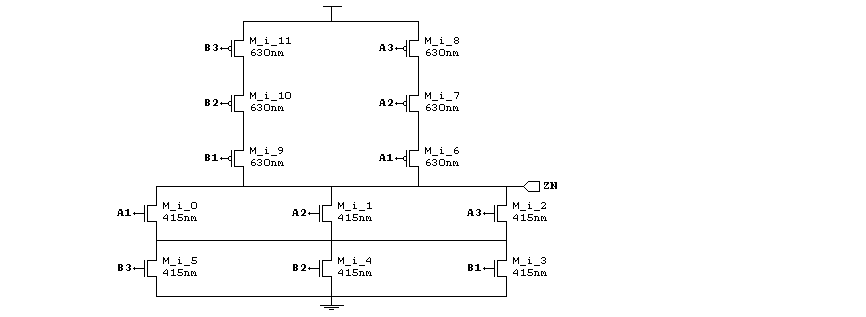 B3 M_i_11 A3 M_i_8
630nm 630nm
B2 M_i_10 A2 M_i_7
630nm 630nm
B1 M_i_9 A1 M_i_6
630nm 630nm
ZN
A1 M_i_0 A2 M_i_1 A3 M_i_2
415nm 415nm 415nm
B3 M_i_5 B2 M_i_4 B1 M_i_3
415nm 415nm 415nm